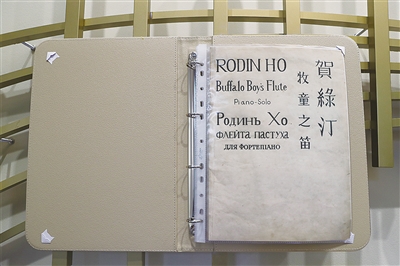 RODIN HO
Buffalo Boy's Flute
Piano-Solo
Родинь Хо
Флейта пастуха
для фортепiано
賀綠汀
牧童之笛